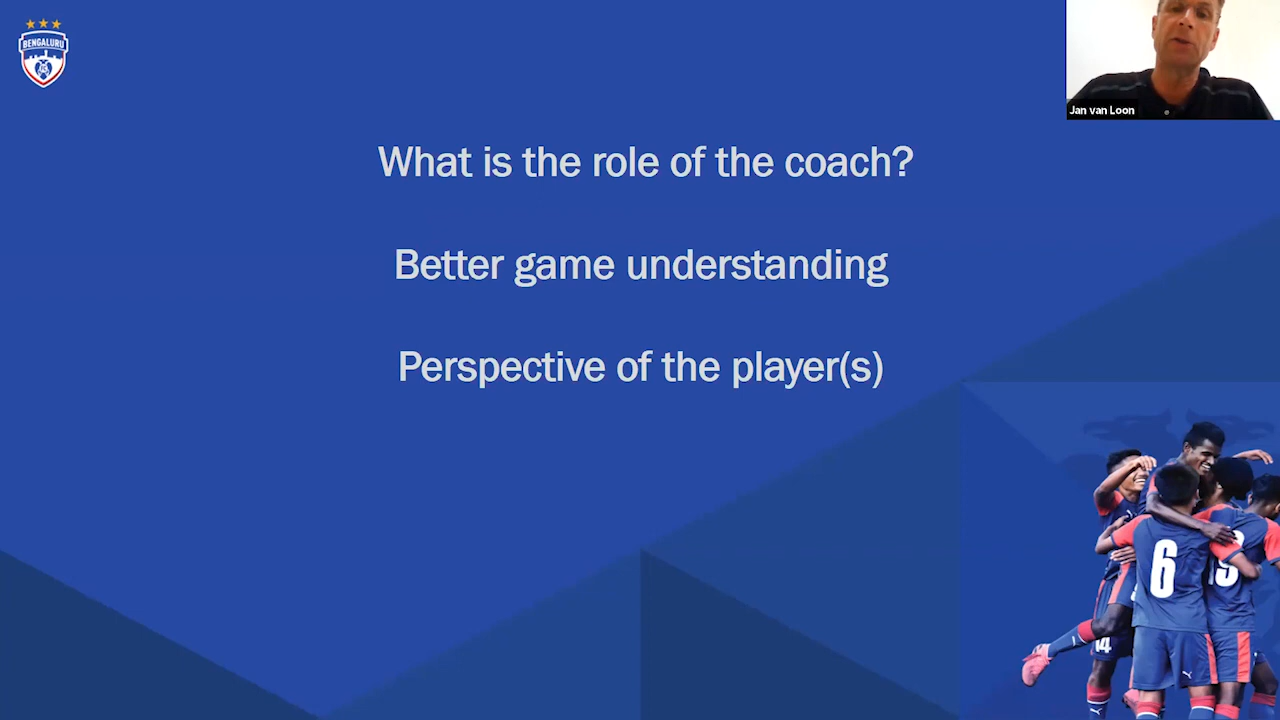 BENGALURU
Jan van Loon
What is the role of the coach?
Better game understanding
Perspective of the player(s)
6
19
14